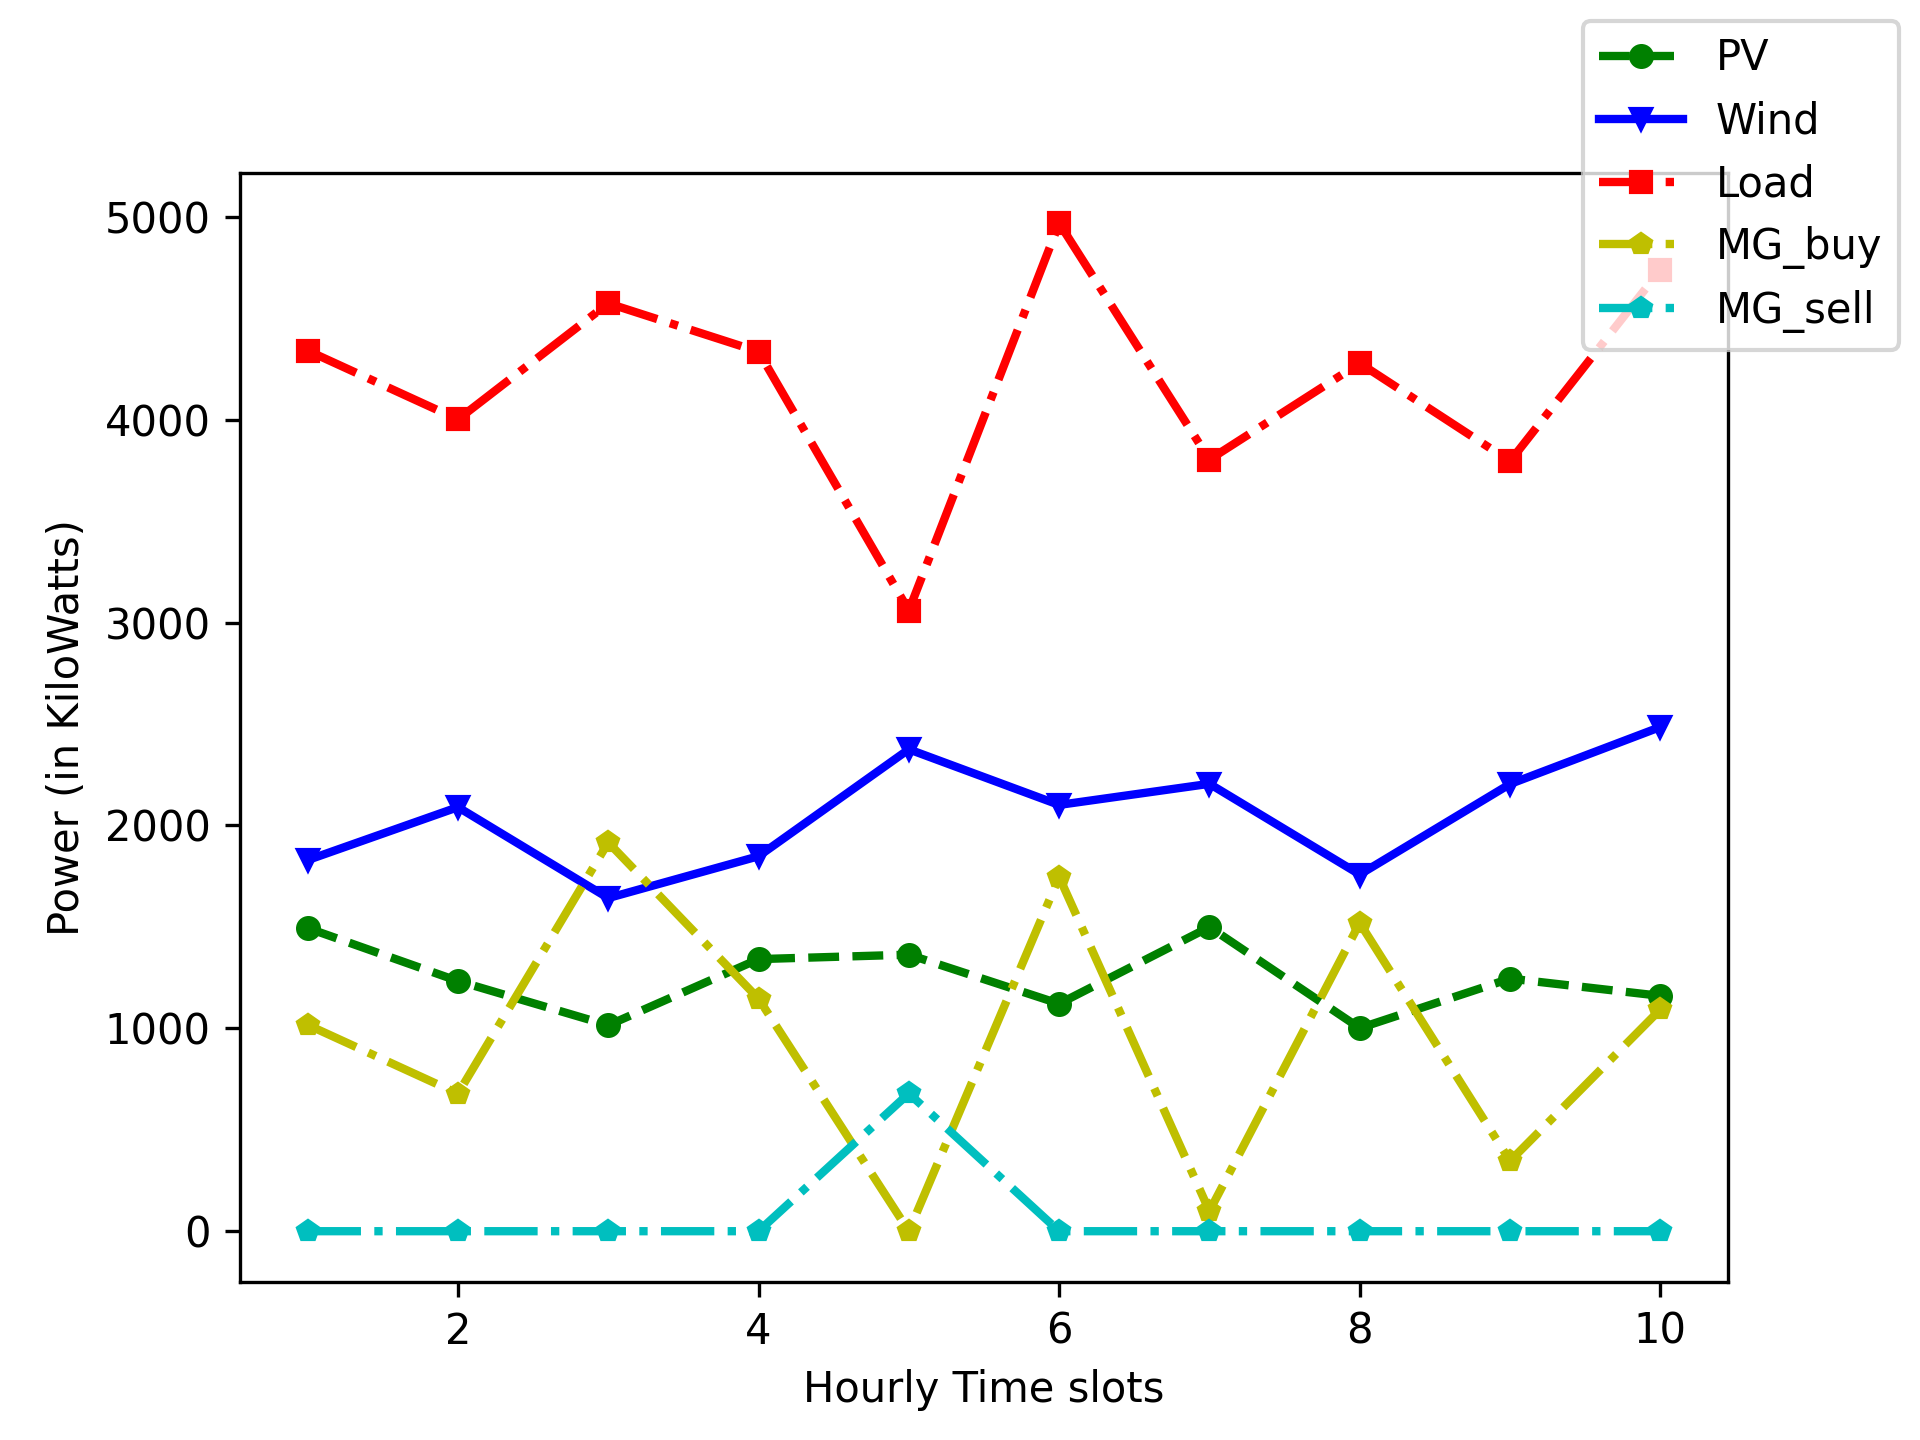 PV
Wind
Load
MG_buy
MG_sell
5000
4000
3000
2000
1000
0
Power (in KiloWatts)
2 4 6 8 10
Hourly Time slots